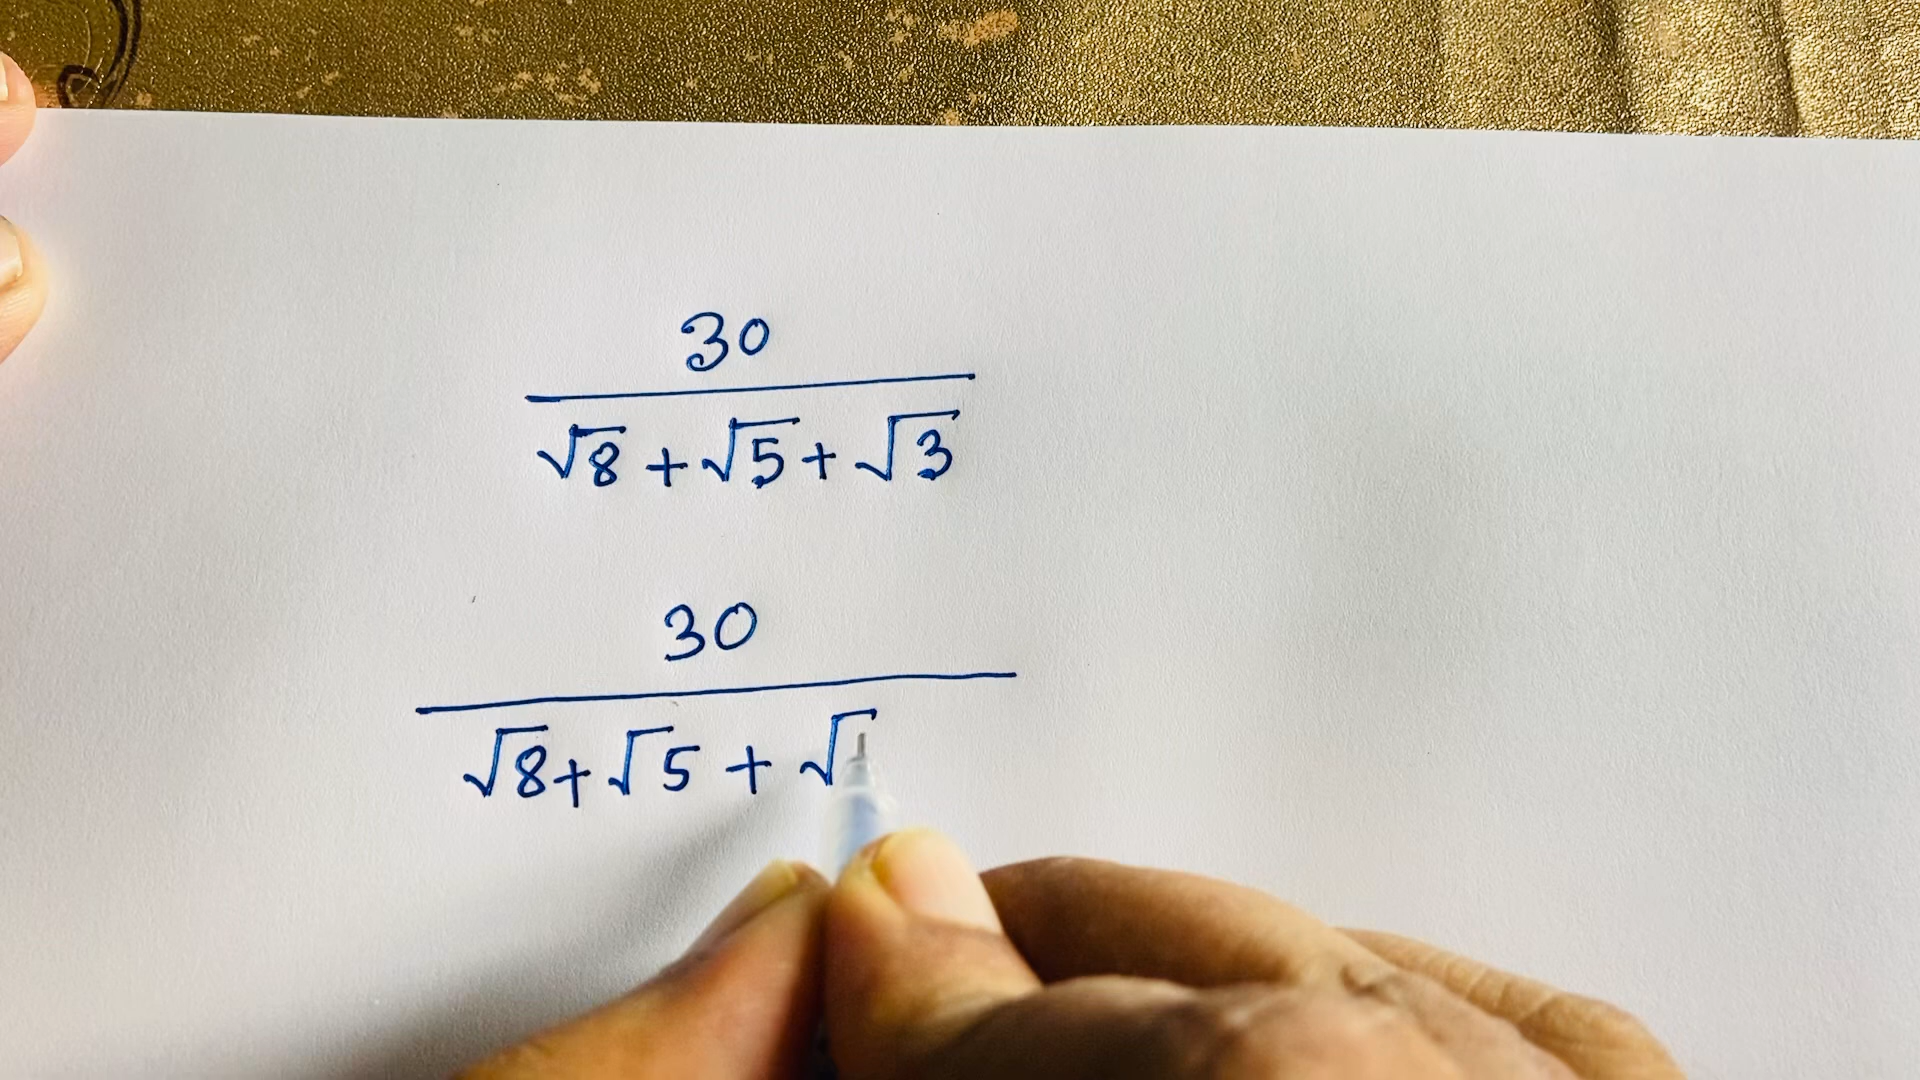 30
√8 + √5 + √3
30
√8 + √5 + √